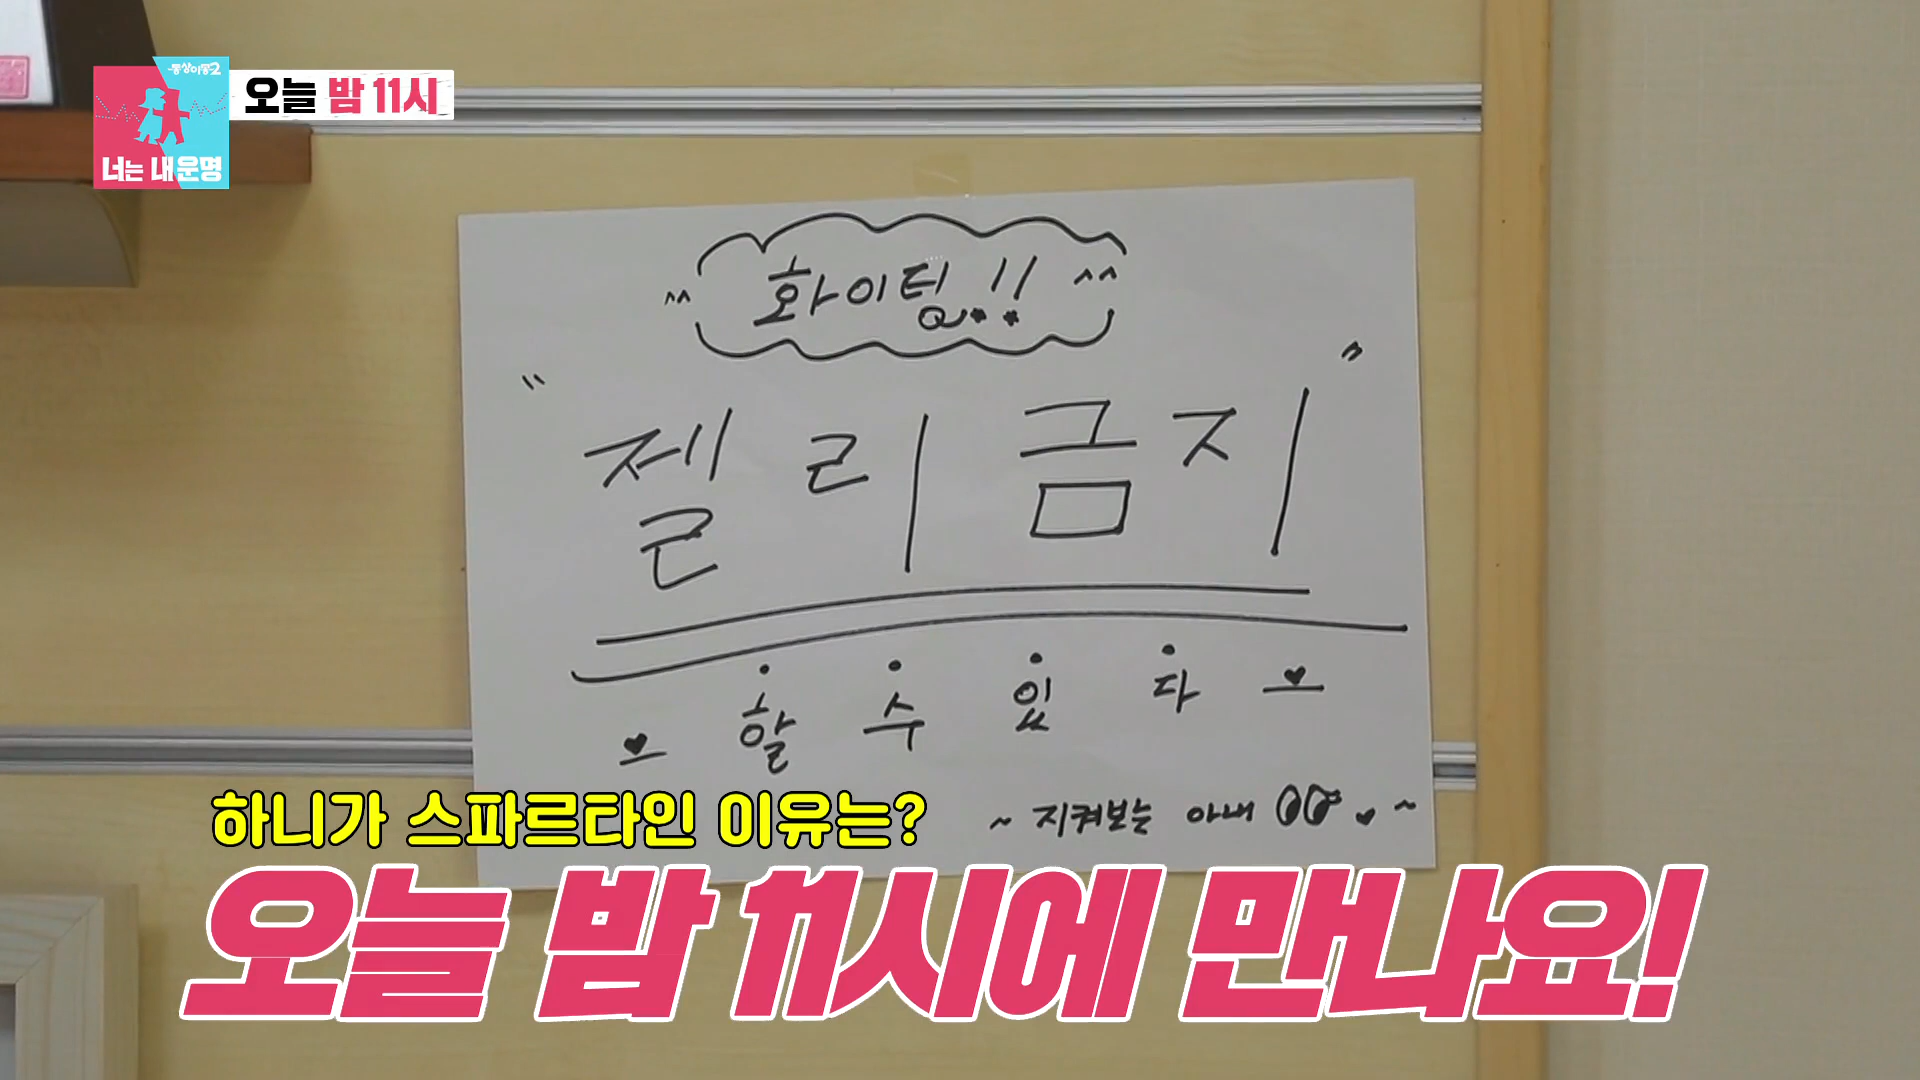 동상이몽2
너는 내 운명
오늘 밤 11시
^^ 화이팅!! ^^
"젤리금지"
할 수 있 다
~ 지켜보는 아내 ~
하니가 스파르타인 이유는?
오늘 밤 11시에 만나요!